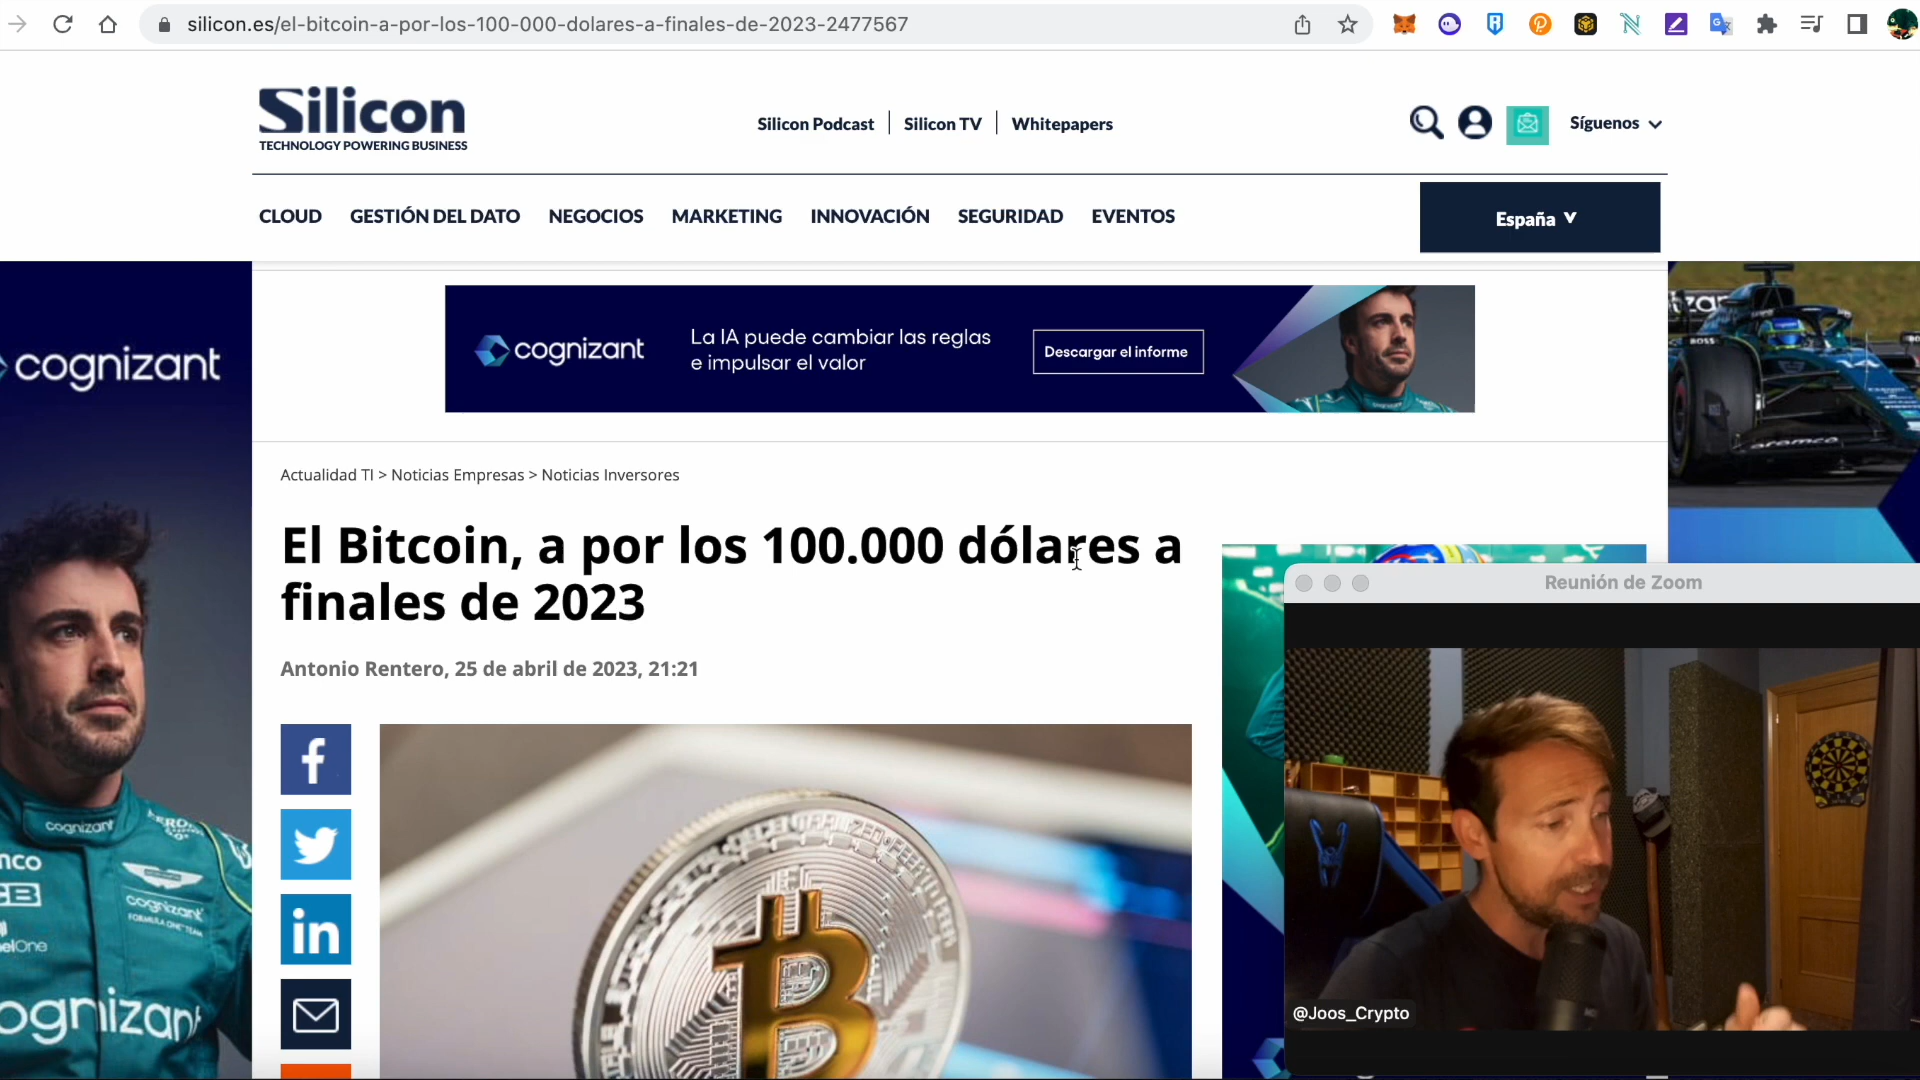 silicon.es/el-bitcoin-a-por-los-100-000-dolares-a-finales-de-2023-2477567
Silicon
TECHNOLOGY POWERING BUSINESS
Silicon Podcast
Silicon TV
Whitepapers
Síguenos
CLOUD
GESTIÓN DEL DATO
NEGOCIOS
MARKETING
INNOVACIÓN
SEGURIDAD
EVENTOS
España
cognizant
cognizant
La IA puede cambiar las reglas
e impulsar el valor
Descargar el informe
BOSS
aramco
Actualidad TI > Noticias Empresas > Noticias Inversores
El Bitcoin, a por los 100.000 dólares a
finales de 2023
Antonio Rentero, 25 de abril de 2023, 21:21
Reunión de Zoom
cognizant
cognizant
@Joos_Crypto